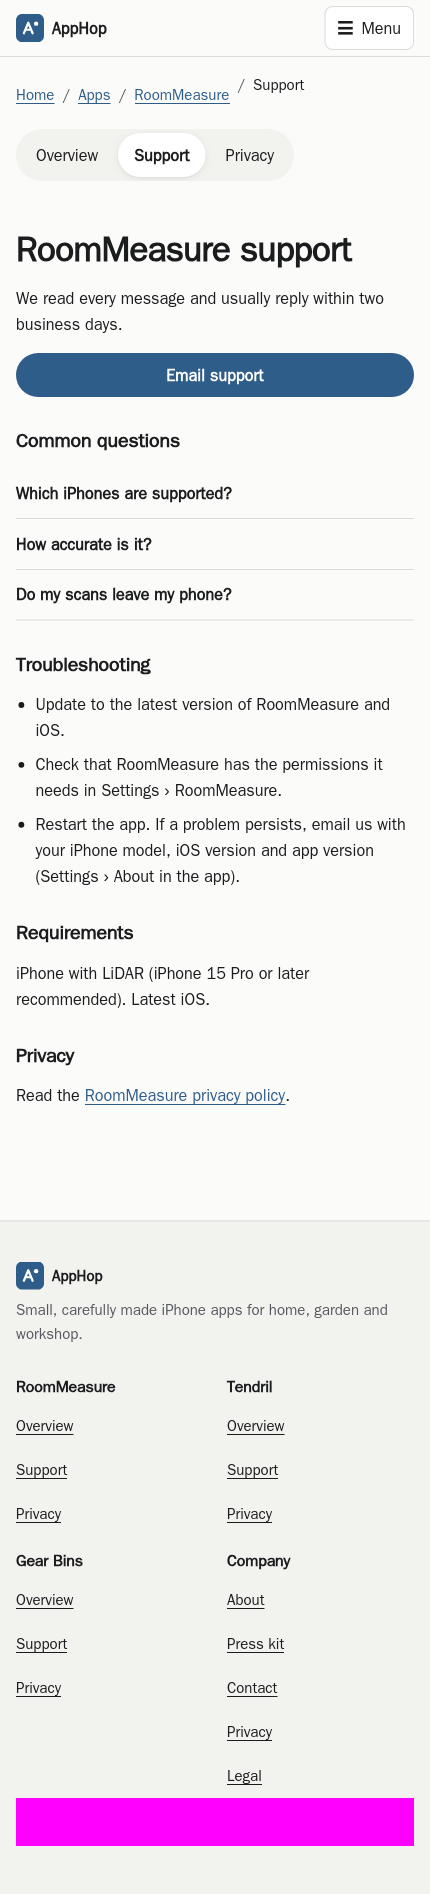 AppHop
☰ Menu
Home / Apps / RoomMeasure / Support
Overview Support Privacy
RoomMeasure support
We read every message and usually reply within two
business days.
Email support
Common questions
Which iPhones are supported?
How accurate is it?
Do my scans leave my phone?
Troubleshooting
• Update to the latest version of RoomMeasure and
iOS.
• Check that RoomMeasure has the permissions it
needs in Settings › RoomMeasure.
• Restart the app. If a problem persists, email us with
your iPhone model, iOS version and app version
(Settings › About in the app).
Requirements
iPhone with LiDAR (iPhone 15 Pro or later
recommended). Latest iOS.
Privacy
Read the RoomMeasure privacy policy.
AppHop
Small, carefully made iPhone apps for home, garden and
workshop.
RoomMeasure
Overview
Support
Privacy
Tendril
Overview
Support
Privacy
Gear Bins
Overview
Support
Privacy
Company
About
Press kit
Contact
Privacy
Legal